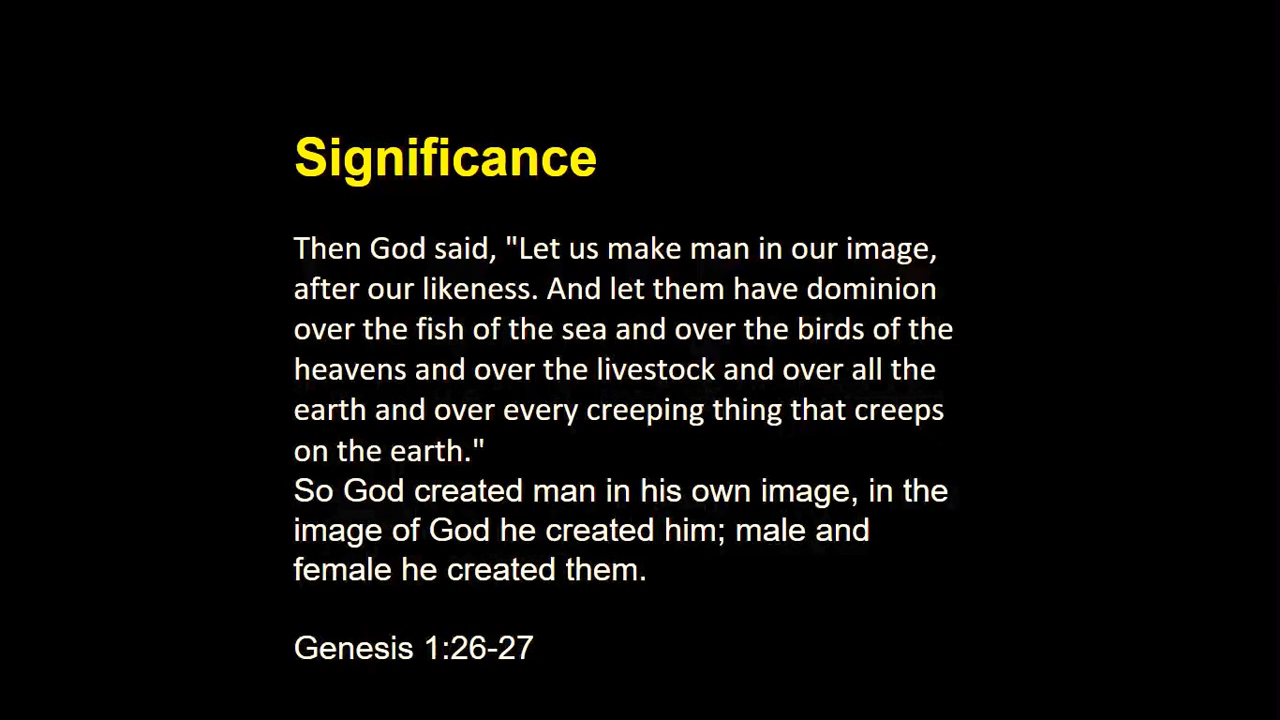 Significance
Then God said, "Let us make man in our image,
after our likeness. And let them have dominion
over the fish of the sea and over the birds of the
heavens and over the livestock and over all the
earth and over every creeping thing that creeps
on the earth."
So God created man in his own image, in the
image of God he created him; male and
female he created them.
Genesis 1:26-27